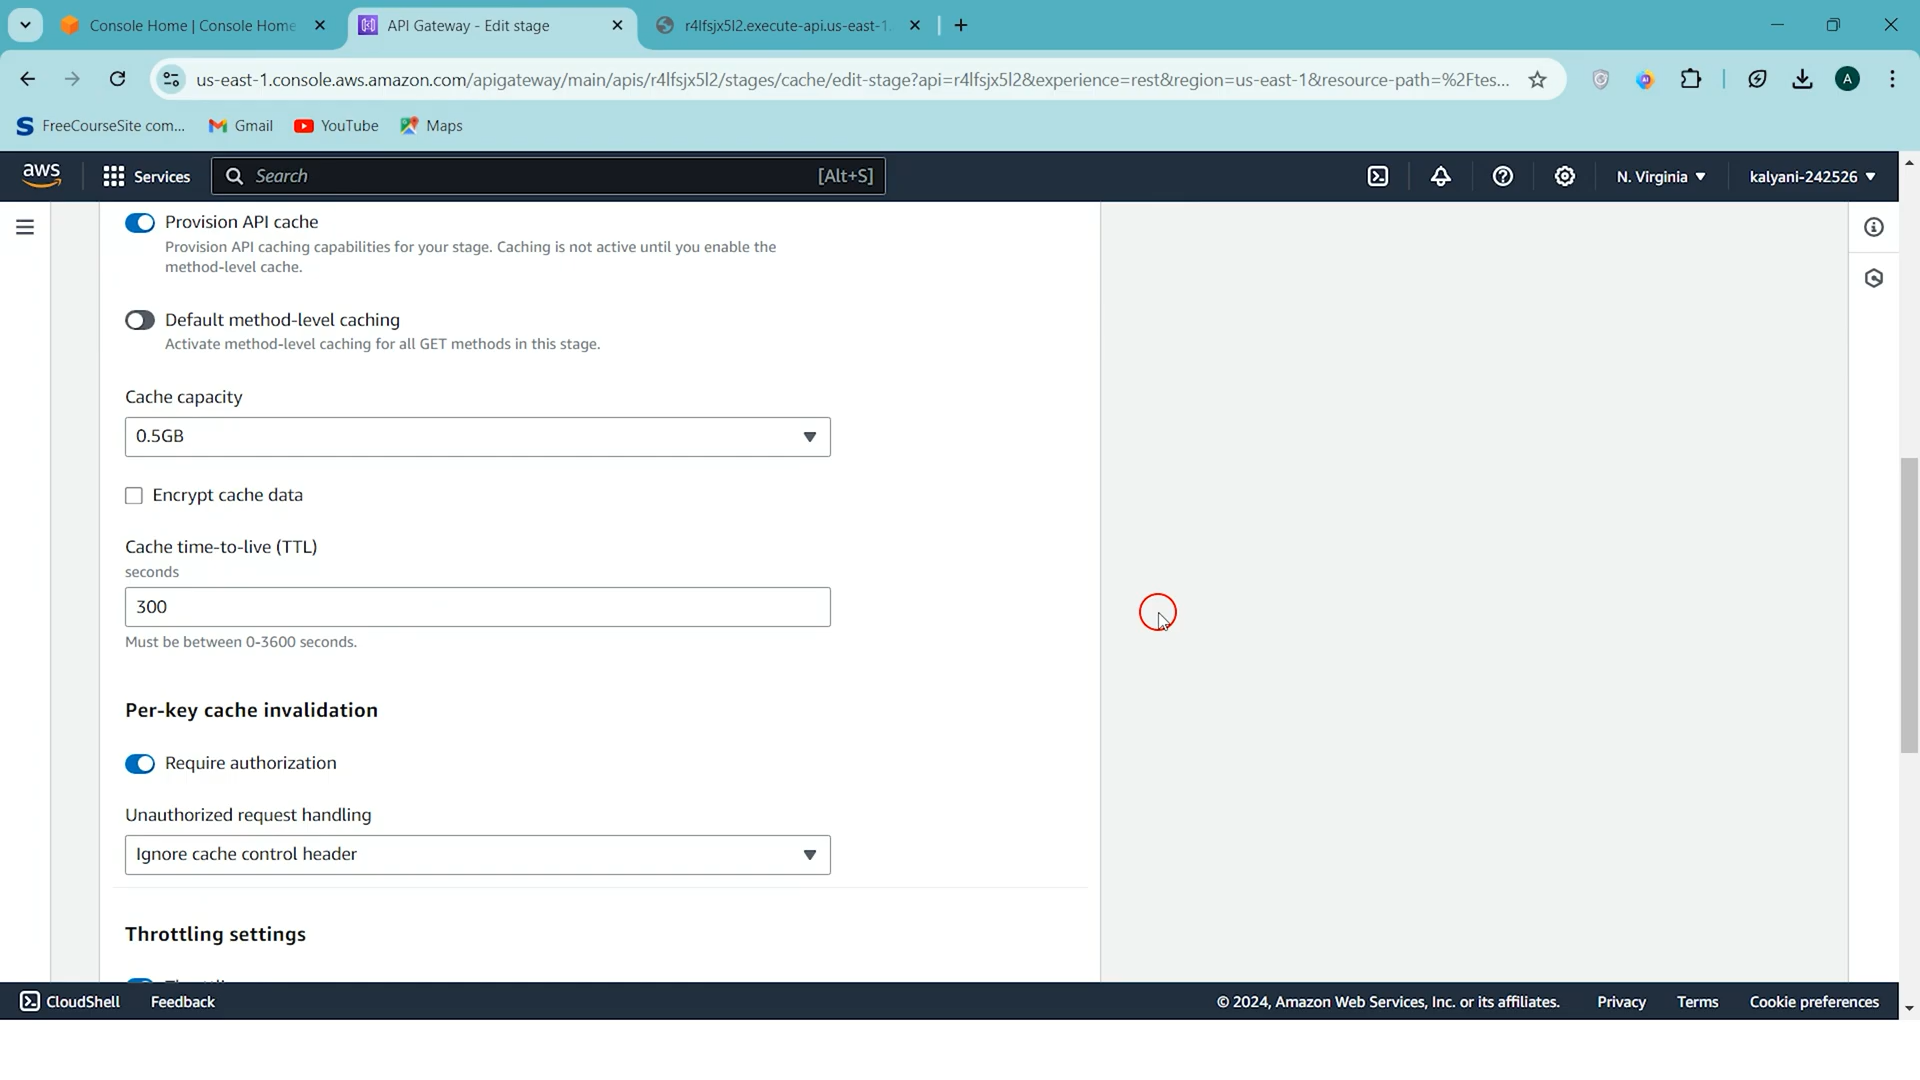 Console Home | Console Home
API Gateway - Edit stage
r4lfsjx5l2.execute-api.us-east-1.
us-east-1.console.aws.amazon.com/apigateway/main/apis/r4lfsjx5l2/stages/cache/edit-stage?api=r4lfsjx5l2&experience=rest&region=us-east-1&resource-path=%2Ftes...
A
FreeCourseSite com...
Gmail
YouTube
Maps
aws
Services
Search
[Alt+S]
N. Virginia
kalyani-242526
Provision API cache
Provision API caching capabilities for your stage. Caching is not active until you enable the
method-level cache.
Default method-level caching
Activate method-level caching for all GET methods in this stage.
Cache capacity
0.5GB
Encrypt cache data
Cache time-to-live (TTL)
seconds
300
Must be between 0-3600 seconds.
Per-key cache invalidation
Require authorization
Unauthorized request handling
Ignore cache control header
Throttling settings
CloudShell
Feedback
© 2024, Amazon Web Services, Inc. or its affiliates.
Privacy
Terms
Cookie preferences